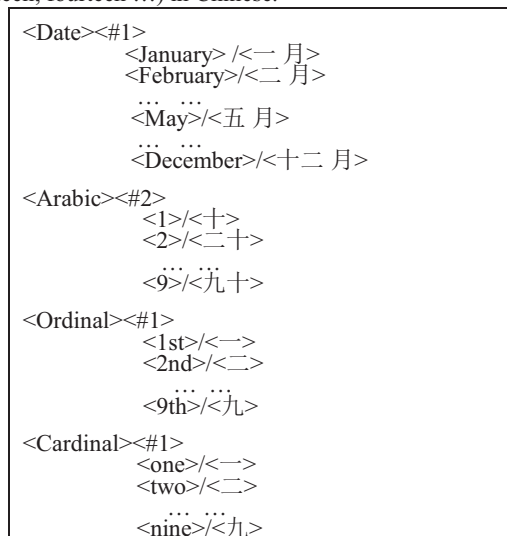 teen, fourteen …) in Chinese.
<Date><#1>
<January> /<一 月>
<February>/<二 月>
… …
<May>/<五 月>
… …
<December>/<十二 月>
<Arabic><#2>
<1>/<十>
<2>/<二十>
… …
<9>/<九十>
<Ordinal><#1>
<1st>/<一>
<2nd>/<二>
… …
<9th>/<九>
<Cardinal><#1>
<one>/<一>
<two>/<二>
… …
<nine>/<九>